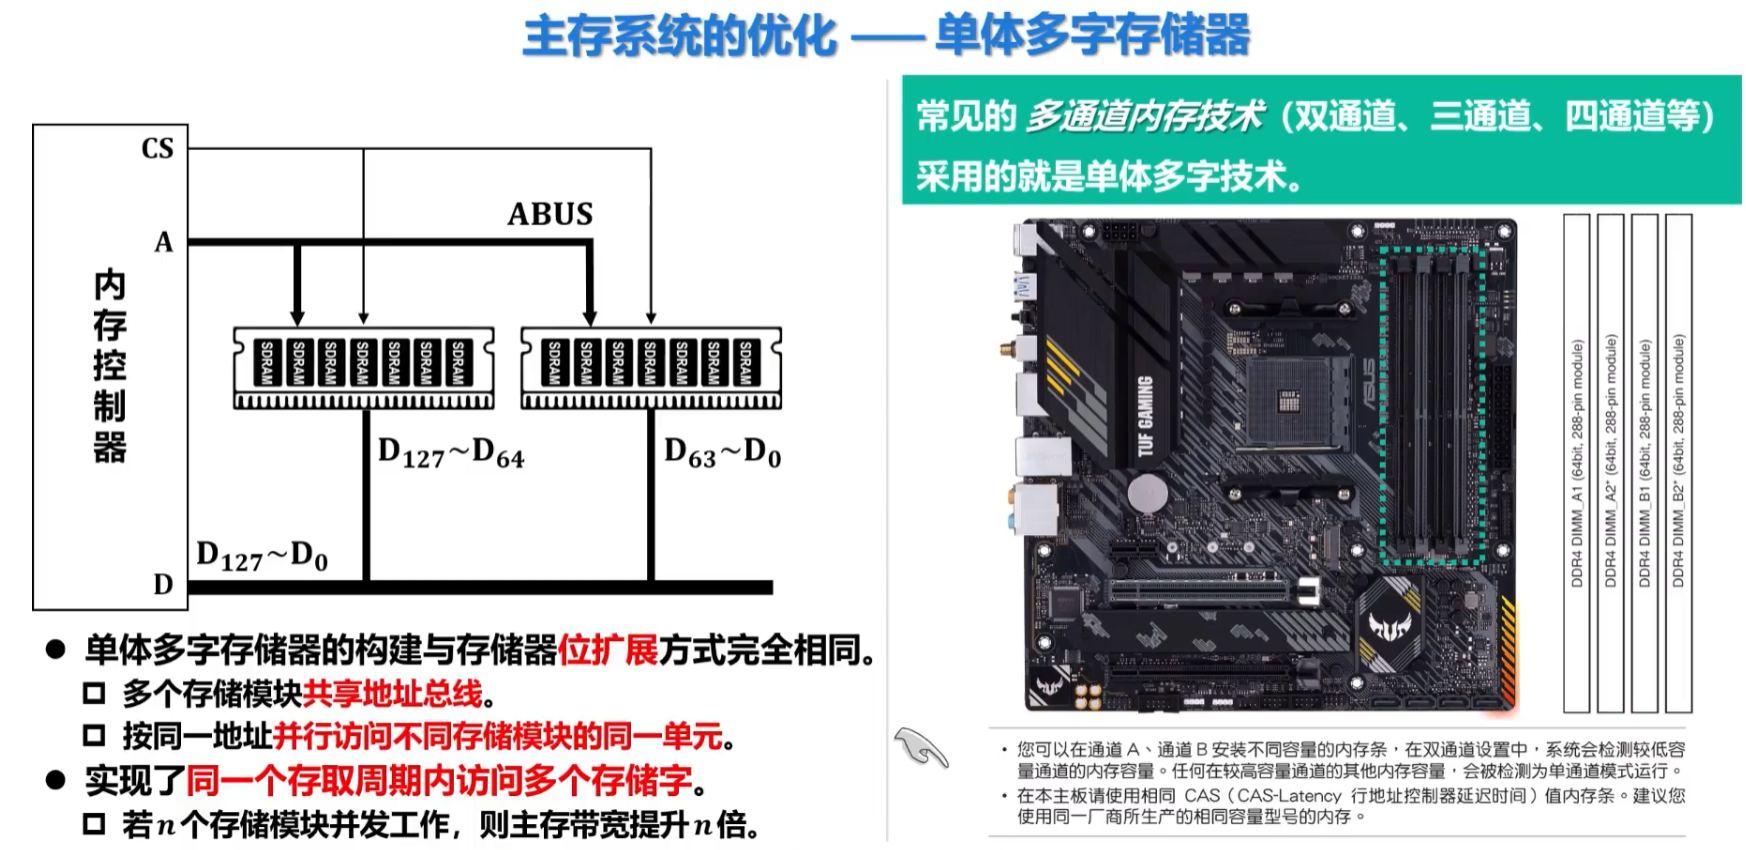 主存系统的优化 —— 单体多字存储器
CS
ABUS
A
内存控制器
SDRAM SDRAM SDRAM SDRAM SDRAM SDRAM SDRAM
SDRAM SDRAM SDRAM SDRAM SDRAM SDRAM SDRAM
D₁₂₇~D₆₄
D₆₃~D₀
D₁₂₇~D₀
D
● 单体多字存储器的构建与存储器位扩展方式完全相同。
□ 多个存储模块共享地址总线。
□ 按同一地址并行访问不同存储模块的同一单元。
● 实现了同一个存取周期内访问多个存储字。
□ 若n个存储模块并发工作，则主存带宽提升n倍。
常见的 多通道内存技术（双通道、三通道、四通道等）
采用的就是单体多字技术。
TUF GAMING
ASUS
DDR4 DIMM_A1 (64bit, 288-pin module)
DDR4 DIMM_A2* (64bit, 288-pin module)
DDR4 DIMM_B1 (64bit, 288-pin module)
DDR4 DIMM_B2* (64bit, 288-pin module)
• 您可以在通道 A、通道 B 安装不同容量的内存条，在双通道设置中，系统会检测较低容
量通道的内存容量。任何在较高容量通道的其他内存容量，会被检测为单通道模式运行。
• 在本主板请使用相同 CAS（CAS-Latency 行地址控制器延迟时间）值内存条。建议您
使用同一厂商所生产的相同容量型号的内存。